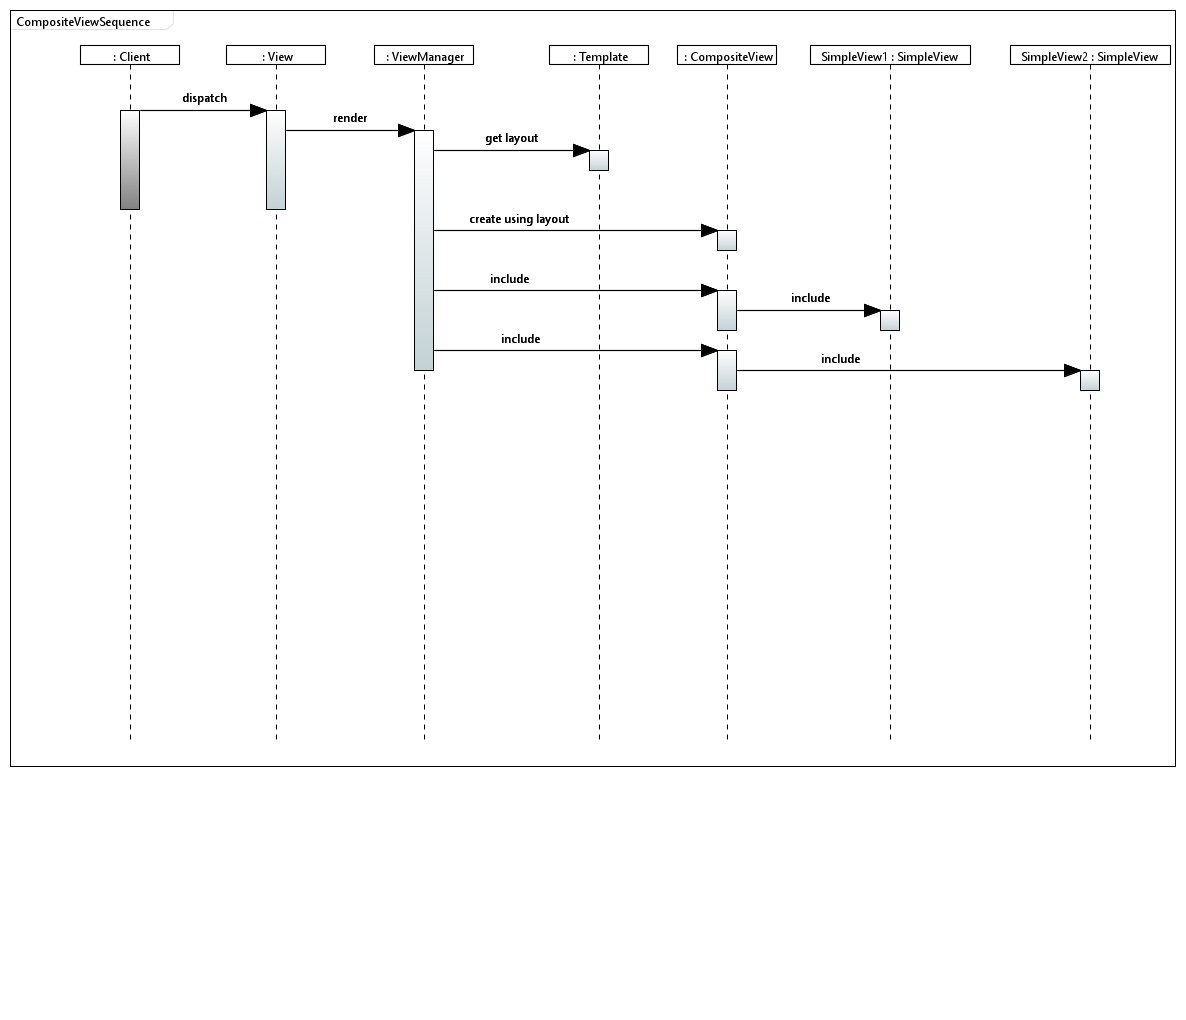 CompositeViewSequence
: Client
: View
: ViewManager
: Template
: CompositeView
SimpleView1 : SimpleView
SimpleView2 : SimpleView
dispatch
render
get layout
create using layout
include
include
include
include